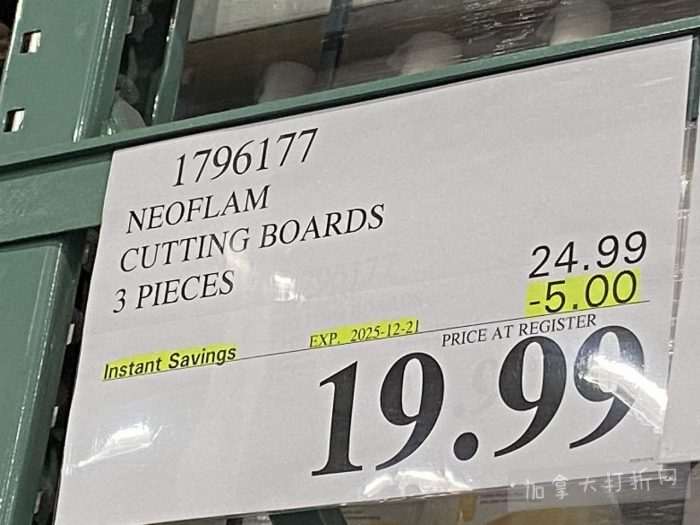 1796177
NEOFLAM
CUTTING BOARDS
3 PIECES
24.99
-5.00
Instant Savings
EXP. 2025-12-21
PRICE AT REGISTER
19.99
加拿大打折网